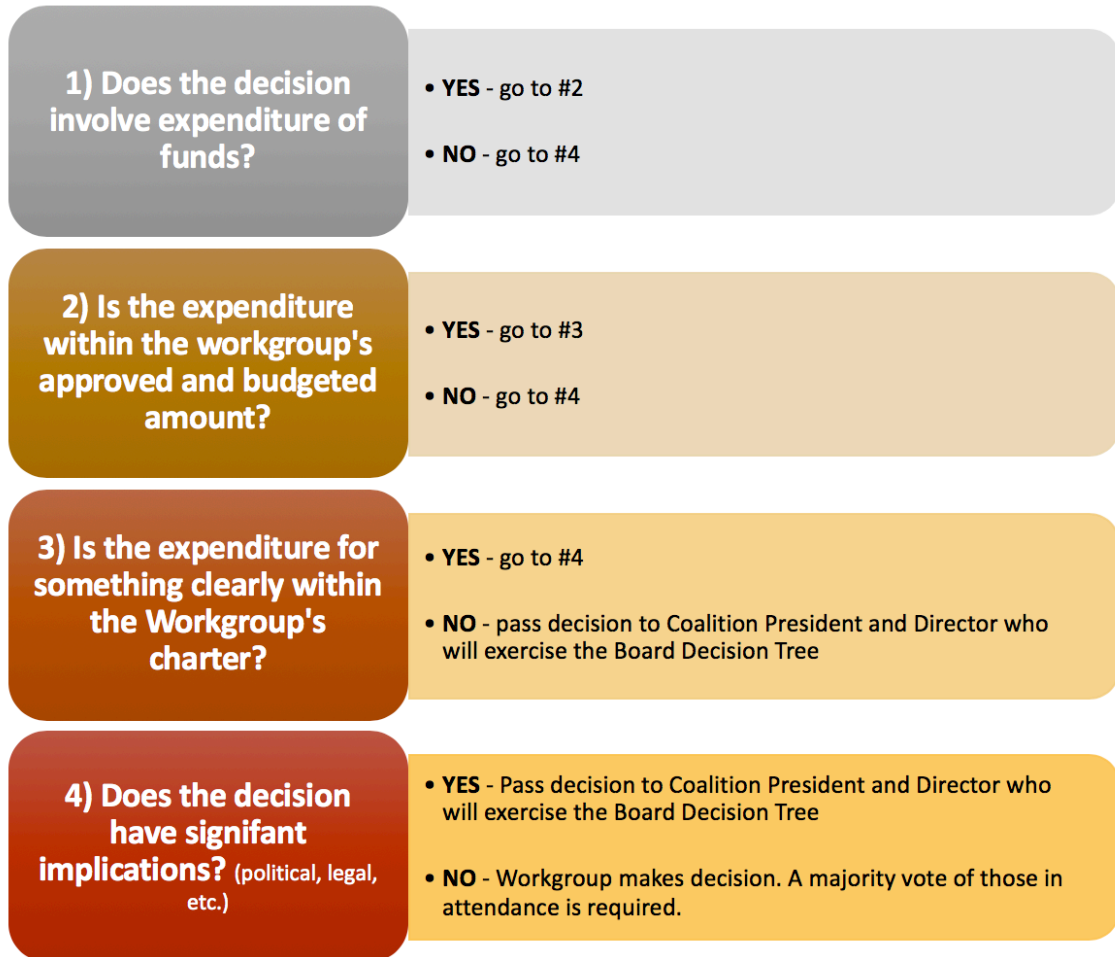 1) Does the decision
involve expenditure of
funds?
• YES - go to #2
• NO - go to #4
2) Is the expenditure
within the workgroup's
approved and budgeted
amount?
• YES - go to #3
• NO - go to #4
3) Is the expenditure for
something clearly within
the Workgroup's
charter?
• YES - go to #4
• NO - pass decision to Coalition President and Director who
will exercise the Board Decision Tree
4) Does the decision
have signifant
implications? (political, legal,
etc.)
• YES - Pass decision to Coalition President and Director who
will exercise the Board Decision Tree
• NO - Workgroup makes decision. A majority vote of those in
attendance is required.